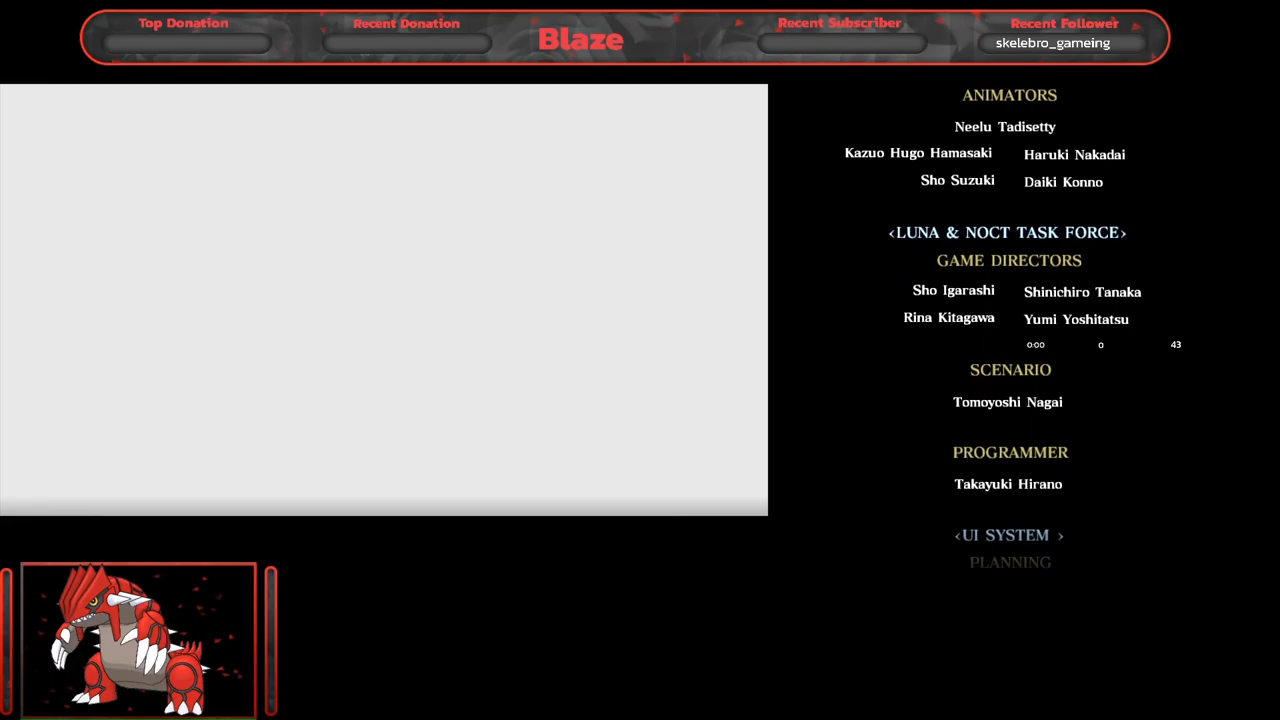 Top Donation
Recent Donation
Blaze
Recent Subscriber
Recent Follower
skelebro_gameing
ANIMATORS
Neelu Tadisetty
Kazuo Hugo Hamasaki
Haruki Nakadai
Sho Suzuki
Daiki Konno
‹LUNA & NOCT TASK FORCE›
GAME DIRECTORS
Sho Igarashi
Shinichiro Tanaka
Rina Kitagawa
Yumi Yoshitatsu
0:00 0 43
SCENARIO
Tomoyoshi Nagai
PROGRAMMER
Takayuki Hirano
‹UI SYSTEM ›
PLANNING